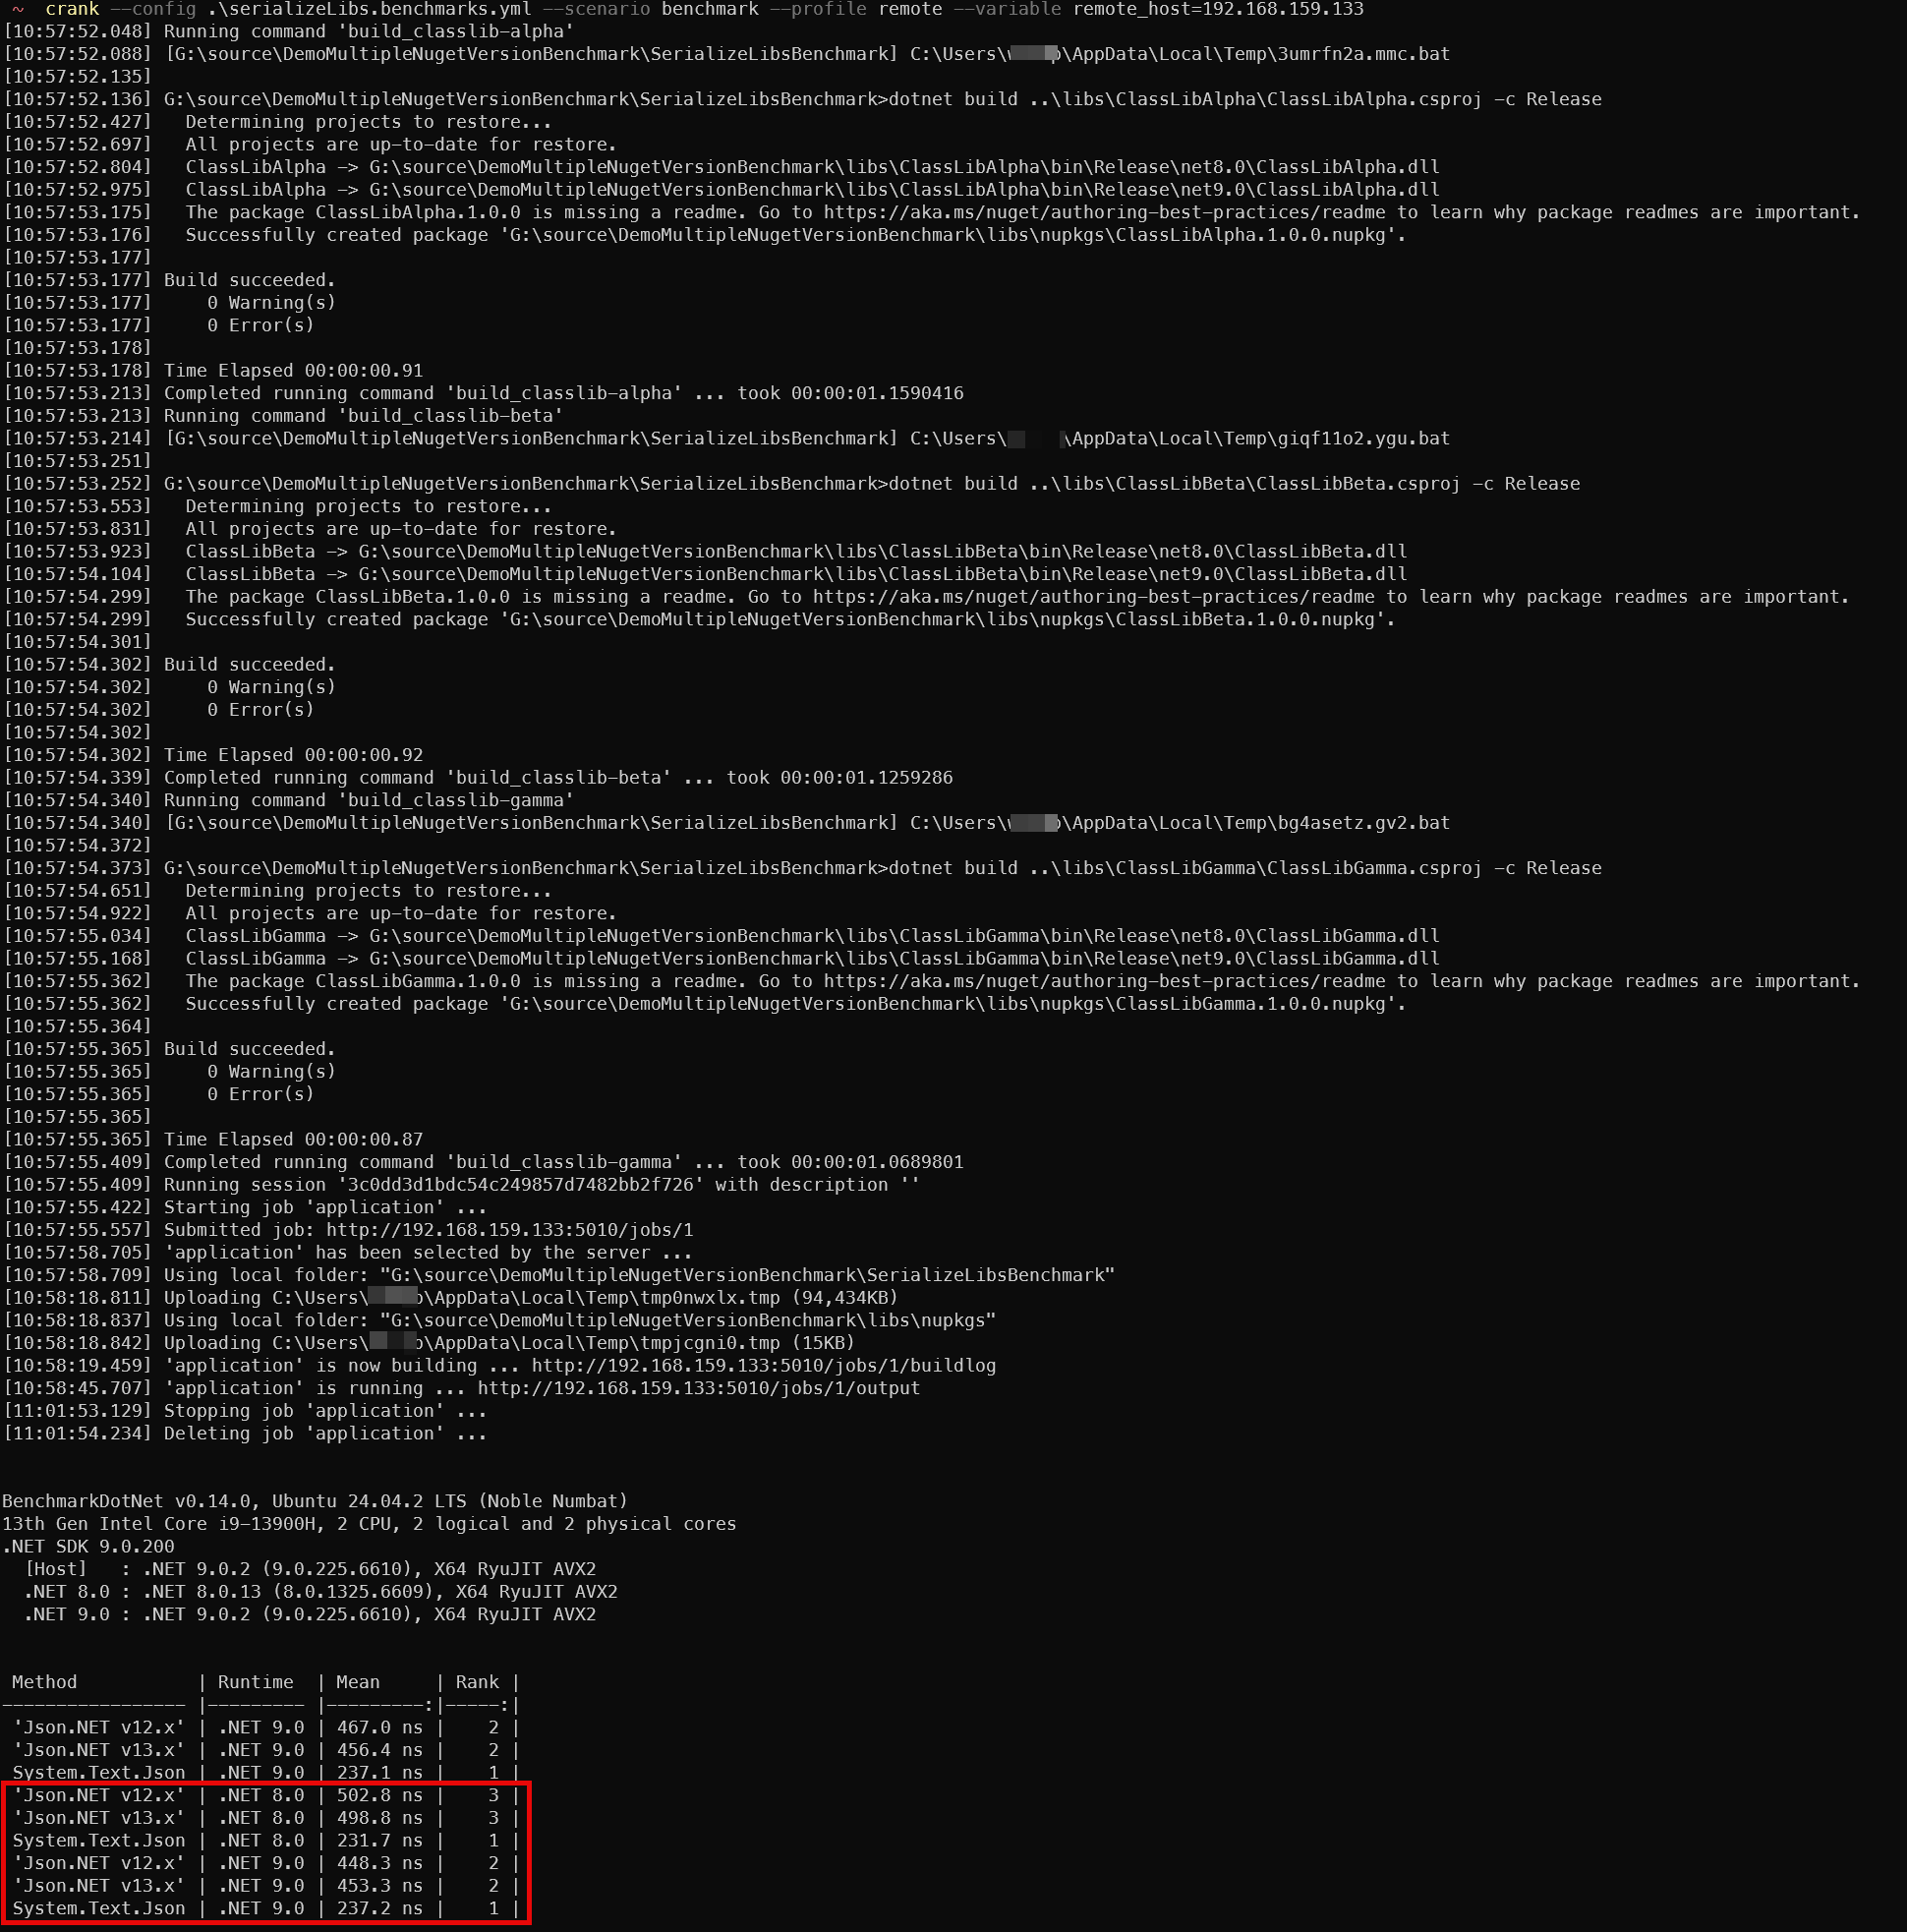 ~ crank --config .\serializeLibs.benchmarks.yml --scenario benchmark --profile remote --variable remote_host=192.168.159.133
[10:57:52.048] Running command 'build_classlib-alpha'
[10:57:52.088] [G:\source\DemoMultipleNugetVersionBenchmark\SerializeLibsBenchmark] C:\Users\ \AppData\Local\Temp\3umrfn2a.mmc.bat
[10:57:52.135]
[10:57:52.136] G:\source\DemoMultipleNugetVersionBenchmark\SerializeLibsBenchmark>dotnet build ..\libs\ClassLibAlpha\ClassLibAlpha.csproj -c Release
[10:57:52.427]   Determining projects to restore...
[10:57:52.697]   All projects are up-to-date for restore.
[10:57:52.804]   ClassLibAlpha -> G:\source\DemoMultipleNugetVersionBenchmark\libs\ClassLibAlpha\bin\Release\net8.0\ClassLibAlpha.dll
[10:57:52.975]   ClassLibAlpha -> G:\source\DemoMultipleNugetVersionBenchmark\libs\ClassLibAlpha\bin\Release\net9.0\ClassLibAlpha.dll
[10:57:53.175]   The package ClassLibAlpha.1.0.0 is missing a readme. Go to https://aka.ms/nuget/authoring-best-practices/readme to learn why package readmes are important.
[10:57:53.176]   Successfully created package 'G:\source\DemoMultipleNugetVersionBenchmark\libs\nupkgs\ClassLibAlpha.1.0.0.nupkg'.
[10:57:53.177]
[10:57:53.177] Build succeeded.
[10:57:53.177]     0 Warning(s)
[10:57:53.177]     0 Error(s)
[10:57:53.178]
[10:57:53.178] Time Elapsed 00:00:00.91
[10:57:53.213] Completed running command 'build_classlib-alpha' ... took 00:00:01.1590416
[10:57:53.213] Running command 'build_classlib-beta'
[10:57:53.214] [G:\source\DemoMultipleNugetVersionBenchmark\SerializeLibsBenchmark] C:\Users\ \AppData\Local\Temp\giqf11o2.ygu.bat
[10:57:53.251]
[10:57:53.252] G:\source\DemoMultipleNugetVersionBenchmark\SerializeLibsBenchmark>dotnet build ..\libs\ClassLibBeta\ClassLibBeta.csproj -c Release
[10:57:53.553]   Determining projects to restore...
[10:57:53.831]   All projects are up-to-date for restore.
[10:57:53.923]   ClassLibBeta -> G:\source\DemoMultipleNugetVersionBenchmark\libs\ClassLibBeta\bin\Release\net8.0\ClassLibBeta.dll
[10:57:54.104]   ClassLibBeta -> G:\source\DemoMultipleNugetVersionBenchmark\libs\ClassLibBeta\bin\Release\net9.0\ClassLibBeta.dll
[10:57:54.299]   The package ClassLibBeta.1.0.0 is missing a readme. Go to https://aka.ms/nuget/authoring-best-practices/readme to learn why package readmes are important.
[10:57:54.299]   Successfully created package 'G:\source\DemoMultipleNugetVersionBenchmark\libs\nupkgs\ClassLibBeta.1.0.0.nupkg'.
[10:57:54.301]
[10:57:54.302] Build succeeded.
[10:57:54.302]     0 Warning(s)
[10:57:54.302]     0 Error(s)
[10:57:54.302]
[10:57:54.302] Time Elapsed 00:00:00.92
[10:57:54.339] Completed running command 'build_classlib-beta' ... took 00:00:01.1259286
[10:57:54.340] Running command 'build_classlib-gamma'
[10:57:54.340] [G:\source\DemoMultipleNugetVersionBenchmark\SerializeLibsBenchmark] C:\Users\ \AppData\Local\Temp\bg4asetz.gv2.bat
[10:57:54.372]
[10:57:54.373] G:\source\DemoMultipleNugetVersionBenchmark\SerializeLibsBenchmark>dotnet build ..\libs\ClassLibGamma\ClassLibGamma.csproj -c Release
[10:57:54.651]   Determining projects to restore...
[10:57:54.922]   All projects are up-to-date for restore.
[10:57:55.034]   ClassLibGamma -> G:\source\DemoMultipleNugetVersionBenchmark\libs\ClassLibGamma\bin\Release\net8.0\ClassLibGamma.dll
[10:57:55.168]   ClassLibGamma -> G:\source\DemoMultipleNugetVersionBenchmark\libs\ClassLibGamma\bin\Release\net9.0\ClassLibGamma.dll
[10:57:55.362]   The package ClassLibGamma.1.0.0 is missing a readme. Go to https://aka.ms/nuget/authoring-best-practices/readme to learn why package readmes are important.
[10:57:55.362]   Successfully created package 'G:\source\DemoMultipleNugetVersionBenchmark\libs\nupkgs\ClassLibGamma.1.0.0.nupkg'.
[10:57:55.364]
[10:57:55.365] Build succeeded.
[10:57:55.365]     0 Warning(s)
[10:57:55.365]     0 Error(s)
[10:57:55.365]
[10:57:55.365] Time Elapsed 00:00:00.87
[10:57:55.409] Completed running command 'build_classlib-gamma' ... took 00:00:01.0689801
[10:57:55.409] Running session '3c0dd3d1bdc54c249857d7482bb2f726' with description ''
[10:57:55.422] Starting job 'application' ...
[10:57:55.557] Submitted job: http://192.168.159.133:5010/jobs/1
[10:57:58.705] 'application' has been selected by the server ...
[10:57:58.709] Using local folder: "G:\source\DemoMultipleNugetVersionBenchmark\SerializeLibsBenchmark"
[10:58:18.811] Uploading C:\Users\ \AppData\Local\Temp\tmp0nwxlx.tmp (94,434KB)
[10:58:18.837] Using local folder: "G:\source\DemoMultipleNugetVersionBenchmark\libs\nupkgs"
[10:58:18.842] Uploading C:\Users\ \AppData\Local\Temp\tmpjcgni0.tmp (15KB)
[10:58:19.459] 'application' is now building ... http://192.168.159.133:5010/jobs/1/buildlog
[10:58:45.707] 'application' is running ... http://192.168.159.133:5010/jobs/1/output
[11:01:53.129] Stopping job 'application' ...
[11:01:54.234] Deleting job 'application' ...
BenchmarkDotNet v0.14.0, Ubuntu 24.04.2 LTS (Noble Numbat)
13th Gen Intel Core i9-13900H, 2 CPU, 2 logical and 2 physical cores
.NET SDK 9.0.200
  [Host]   : .NET 9.0.2 (9.0.225.6610), X64 RyuJIT AVX2
  .NET 8.0 : .NET 8.0.13 (8.0.1325.6609), X64 RyuJIT AVX2
  .NET 9.0 : .NET 9.0.2 (9.0.225.6610), X64 RyuJIT AVX2
 Method           | Runtime  | Mean     | Rank |
----------------- |--------- |---------:|-----:|
 'Json.NET v12.x' | .NET 9.0 | 467.0 ns |    2 |
 'Json.NET v13.x' | .NET 9.0 | 456.4 ns |    2 |
 System.Text.Json | .NET 9.0 | 237.1 ns |    1 |
 'Json.NET v12.x' | .NET 8.0 | 502.8 ns |    3 |
 'Json.NET v13.x' | .NET 8.0 | 498.8 ns |    3 |
 System.Text.Json | .NET 8.0 | 231.7 ns |    1 |
 'Json.NET v12.x' | .NET 9.0 | 448.3 ns |    2 |
 'Json.NET v13.x' | .NET 9.0 | 453.3 ns |    2 |
 System.Text.Json | .NET 9.0 | 237.2 ns |    1 |